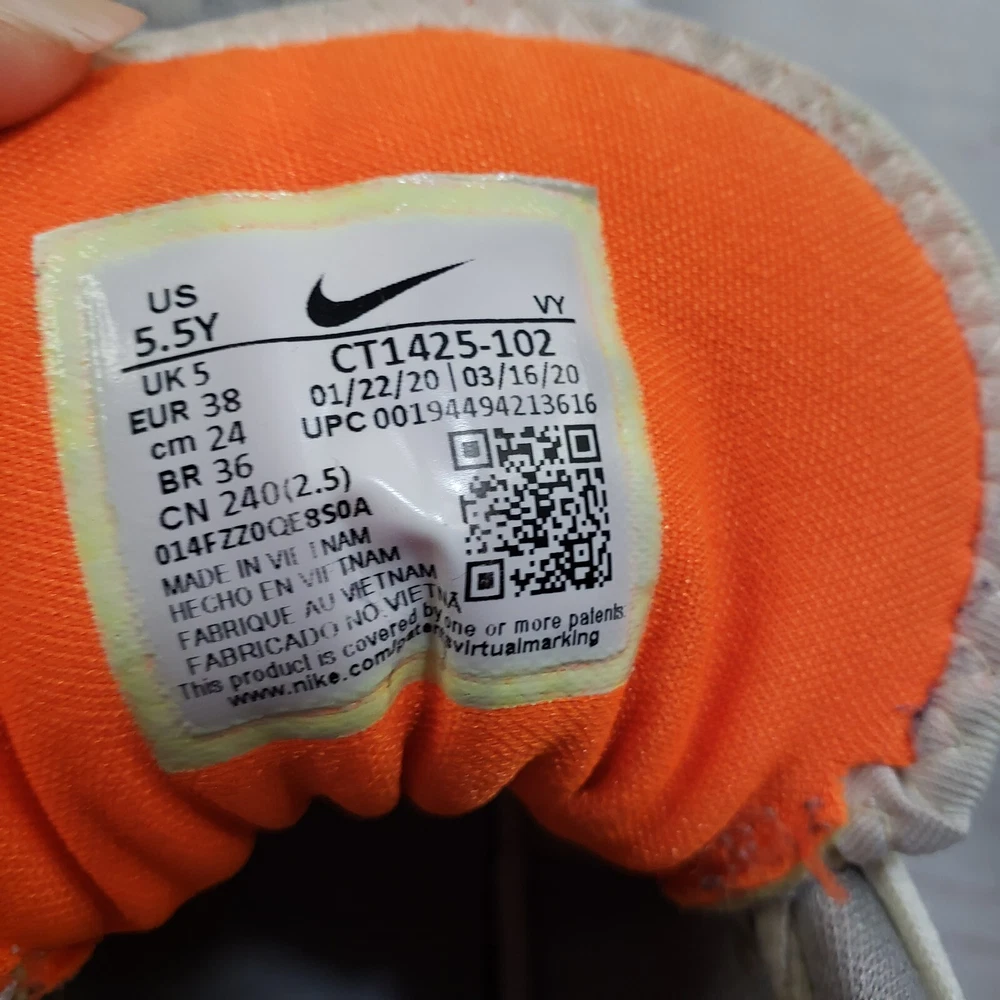 US
5.5Y
VY
UK 5
EUR 38
cm 24
BR 36
CN 240(2.5)
CT1425-102
01/22/20 | 03/16/20
UPC 00194494213616
014FZZ0QE8S0A
MADE IN VIETNAM
HECHO EN VIETNAM
FABRIQUE AU VIETNAM
FABRICADO NO VIETNÃ
This product is covered by one or more patents
www.nike.com/patentsvirtualmarking